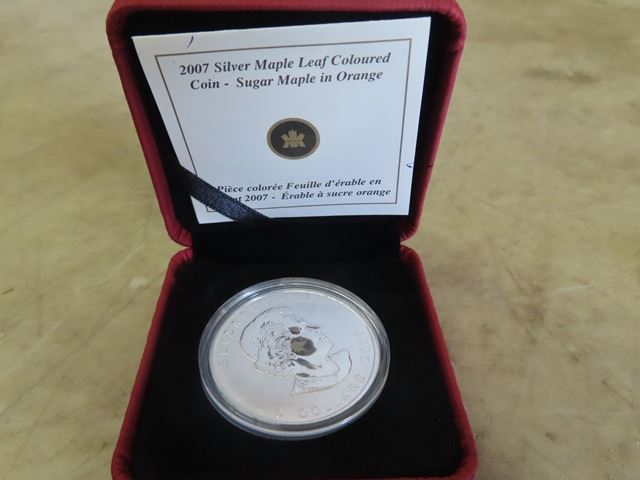 2007 Silver Maple Leaf Coloured
Coin - Sugar Maple in Orange
Pièce colorée Feuille d'érable en
2007 - Érable à sucre orange
DOLLARS